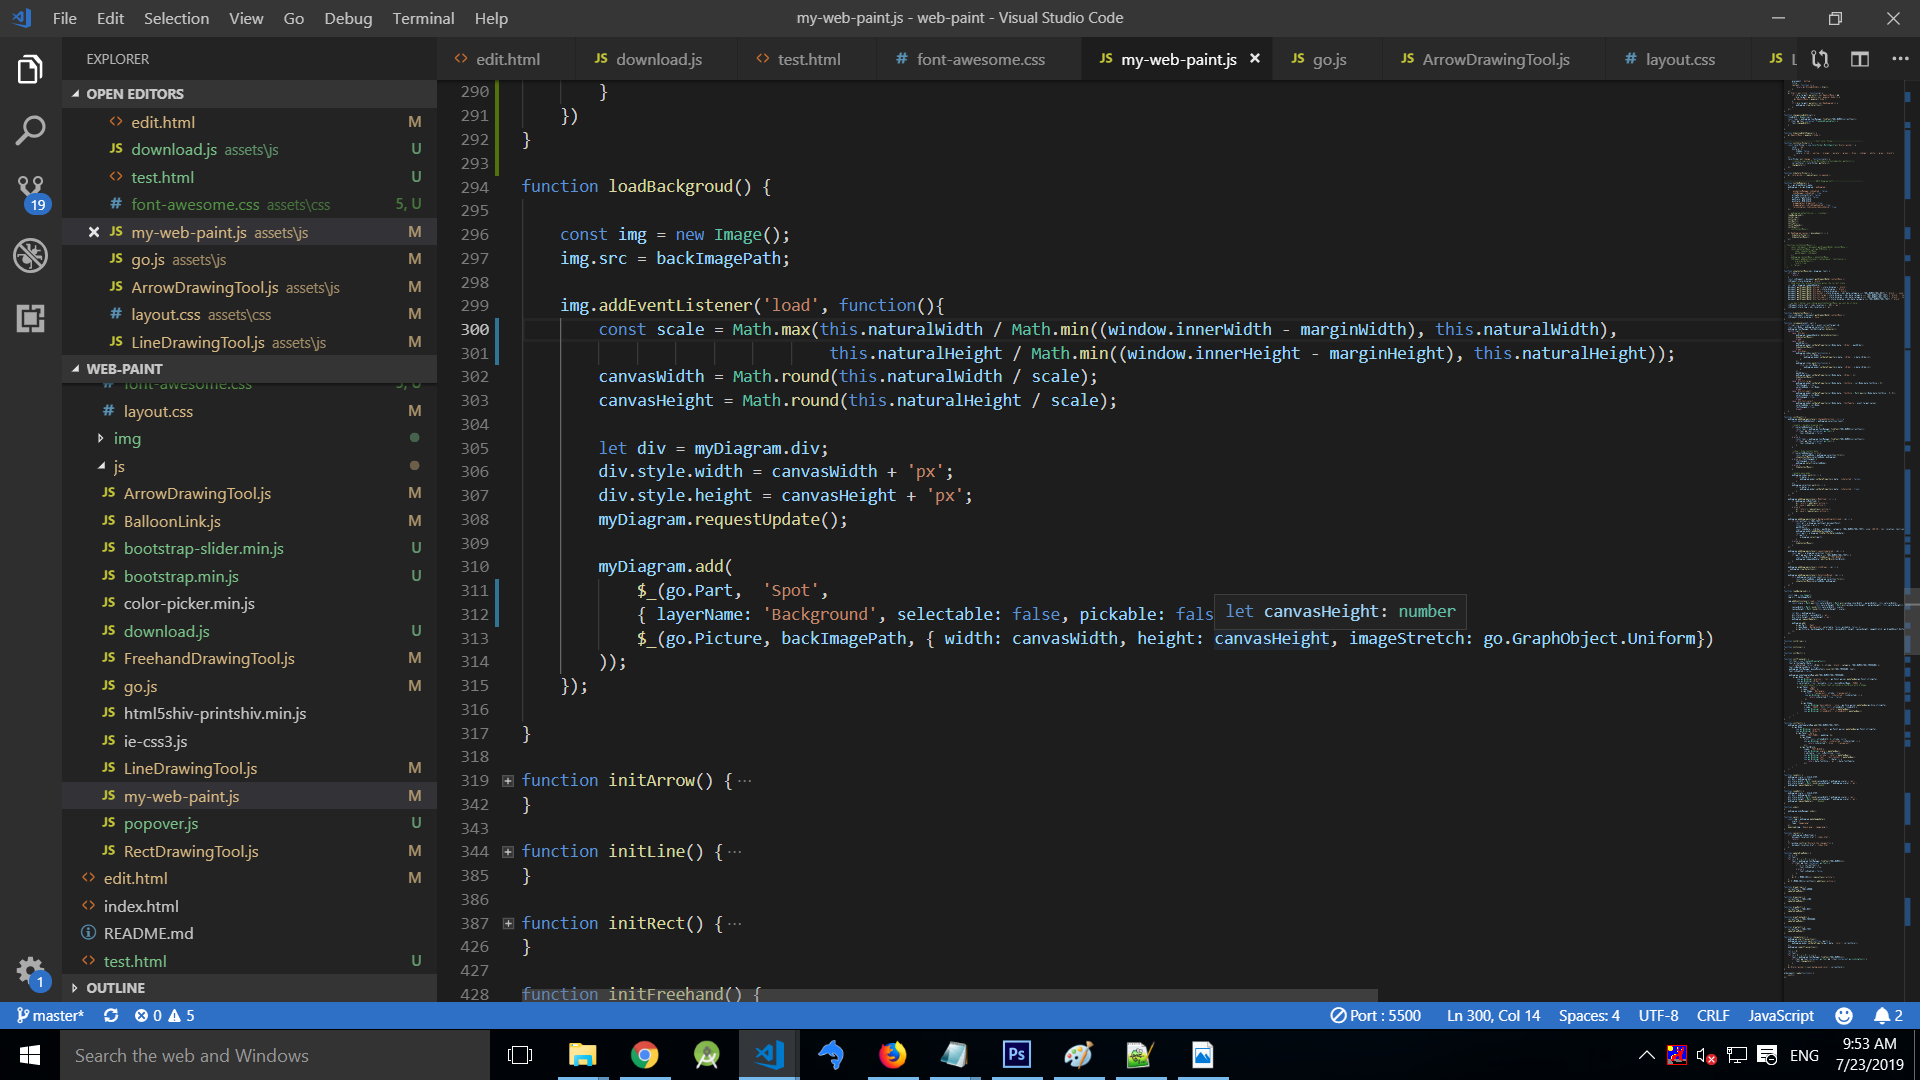 File Edit Selection View Go Debug Terminal Help
my-web-paint.js - web-paint - Visual Studio Code
EXPLORER
OPEN EDITORS
edit.html M
download.js assets\js U
test.html U
font-awesome.css assets\css 5, U
my-web-paint.js assets\js M
go.js assets\js M
ArrowDrawingTool.js assets\js M
layout.css assets\css M
LineDrawingTool.js assets\js M
WEB-PAINT
font-awesome.css 5, U
layout.css M
img
js
ArrowDrawingTool.js M
BalloonLink.js M
bootstrap-slider.min.js U
bootstrap.min.js U
color-picker.min.js
download.js U
FreehandDrawingTool.js M
go.js M
html5shiv-printshiv.min.js
ie-css3.js
LineDrawingTool.js M
my-web-paint.js M
popover.js U
RectDrawingTool.js M
edit.html M
index.html
README.md
test.html U
OUTLINE
19
1
edit.html JS download.js test.html # font-awesome.css JS my-web-paint.js JS go.js JS ArrowDrawingTool.js # layout.css JS L
290 }
291 })
292 }
293
294 function loadBackgroud() {
295
296 const img = new Image();
297 img.src = backImagePath;
298
299 img.addEventListener('load', function(){
300 const scale = Math.max(this.naturalWidth / Math.min((window.innerWidth - marginWidth), this.naturalWidth),
301 this.naturalHeight / Math.min((window.innerHeight - marginHeight), this.naturalHeight));
302 canvasWidth = Math.round(this.naturalWidth / scale);
303 canvasHeight = Math.round(this.naturalHeight / scale);
304
305 let div = myDiagram.div;
306 div.style.width = canvasWidth + 'px';
307 div.style.height = canvasHeight + 'px';
308 myDiagram.requestUpdate();
309
310 myDiagram.add(
311 $_(go.Part, 'Spot',
312 { layerName: 'Background', selectable: false, pickable: fals
let canvasHeight: number
313 $_(go.Picture, backImagePath, { width: canvasWidth, height: canvasHeight, imageStretch: go.GraphObject.Uniform})
314 ));
315 });
316
317 }
318
319 function initArrow() { ...
342 }
343
344 function initLine() { ...
385 }
386
387 function initRect() { ...
426 }
427
428 function initFreehand() {
master* 0 5
Port : 5500 Ln 300, Col 14 Spaces: 4 UTF-8 CRLF JavaScript 2
Search the web and Windows
Ps
ENG
9:53 AM
7/23/2019